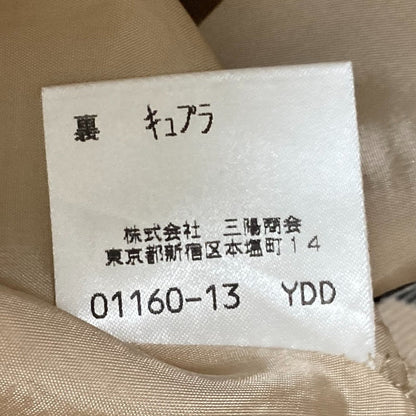 裏 キュプラ
株式会社 三陽商会
東京都新宿区本塩町14
01160-13 YDD